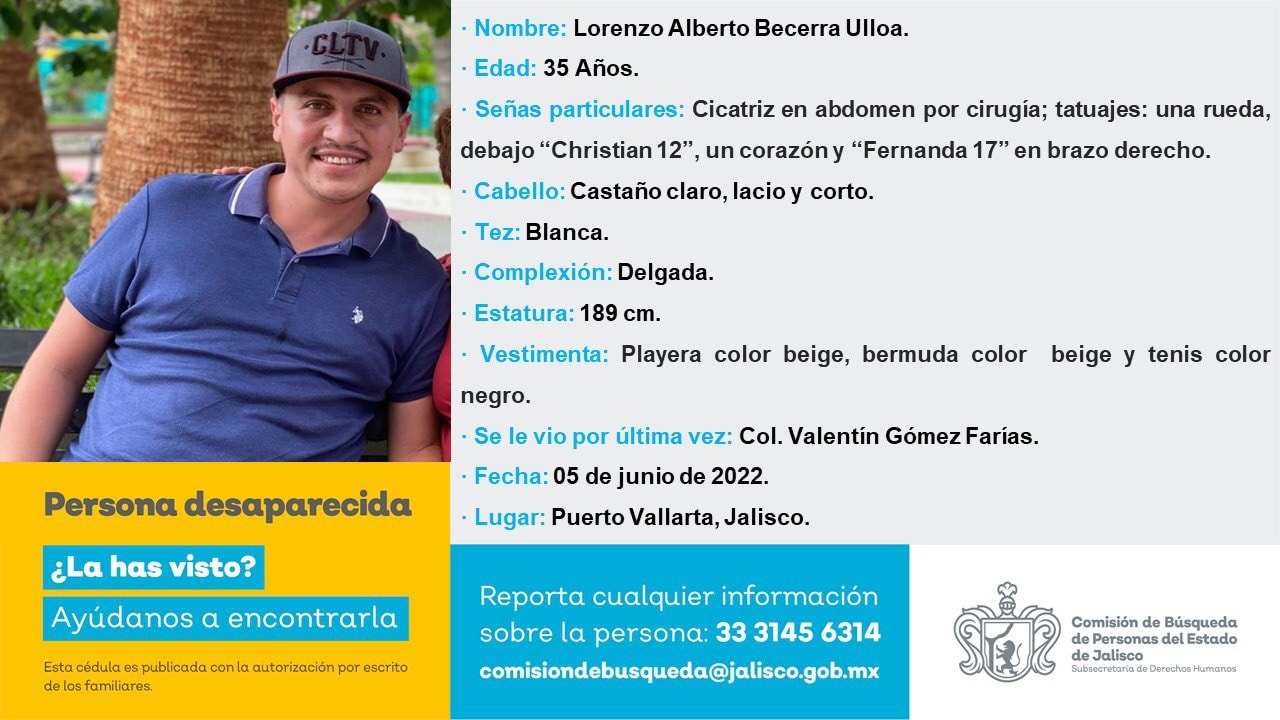 CLTV
· Nombre: Lorenzo Alberto Becerra Ulloa.
· Edad: 35 Años.
· Señas particulares: Cicatriz en abdomen por cirugía; tatuajes: una rueda,
debajo “Christian 12”, un corazón y “Fernanda 17” en brazo derecho.
· Cabello: Castaño claro, lacio y corto.
· Tez: Blanca.
· Complexión: Delgada.
· Estatura: 189 cm.
· Vestimenta: Playera color beige, bermuda color beige y tenis color
negro.
· Se le vio por última vez: Col. Valentín Gómez Farías.
· Fecha: 05 de junio de 2022.
· Lugar: Puerto Vallarta, Jalisco.
Persona desaparecida
¿La has visto?
Ayúdanos a encontrarla
Esta cédula es publicada con la autorización por escrito
de los familiares.
Reporta cualquier información
sobre la persona: 33 3145 6314
comisiondebusqueda@jalisco.gob.mx
Comisión de Búsqueda
de Personas del Estado
de Jalisco
Subsecretaría de Derechos Humanos